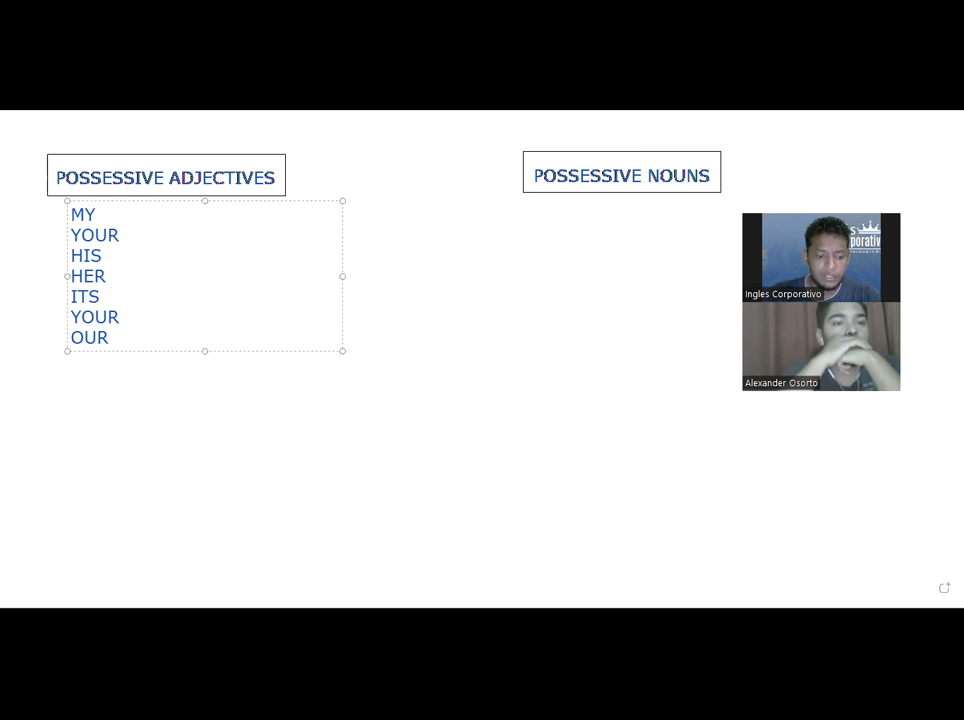 POSSESSIVE ADJECTIVES
MY
YOUR
HIS
HER
ITS
YOUR
OUR
POSSESSIVE NOUNS
Ingles Corporativo
Alexander Osorto